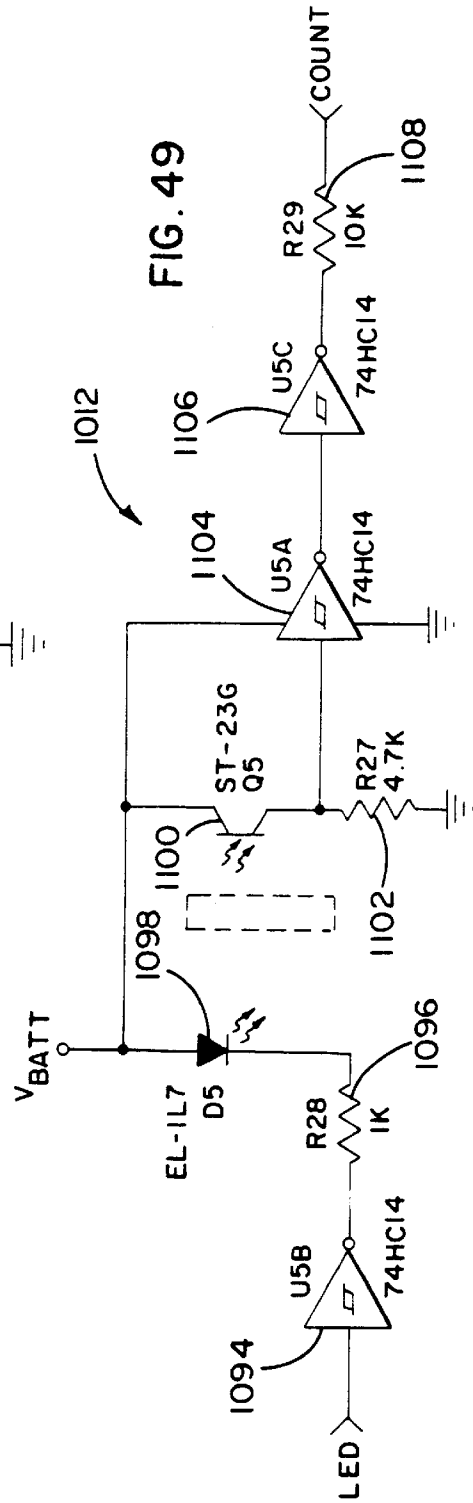 FIG. 49
1012
VBATT
EL-1L7
D5
1098
1100
ST-23G
Q5
1104
U5A
74HC14
1106
U5C
74HC14
R29
10K
1108
COUNT
R27
4.7K
1102
R28
1K
1096
U5B
74HC14
1094
LED